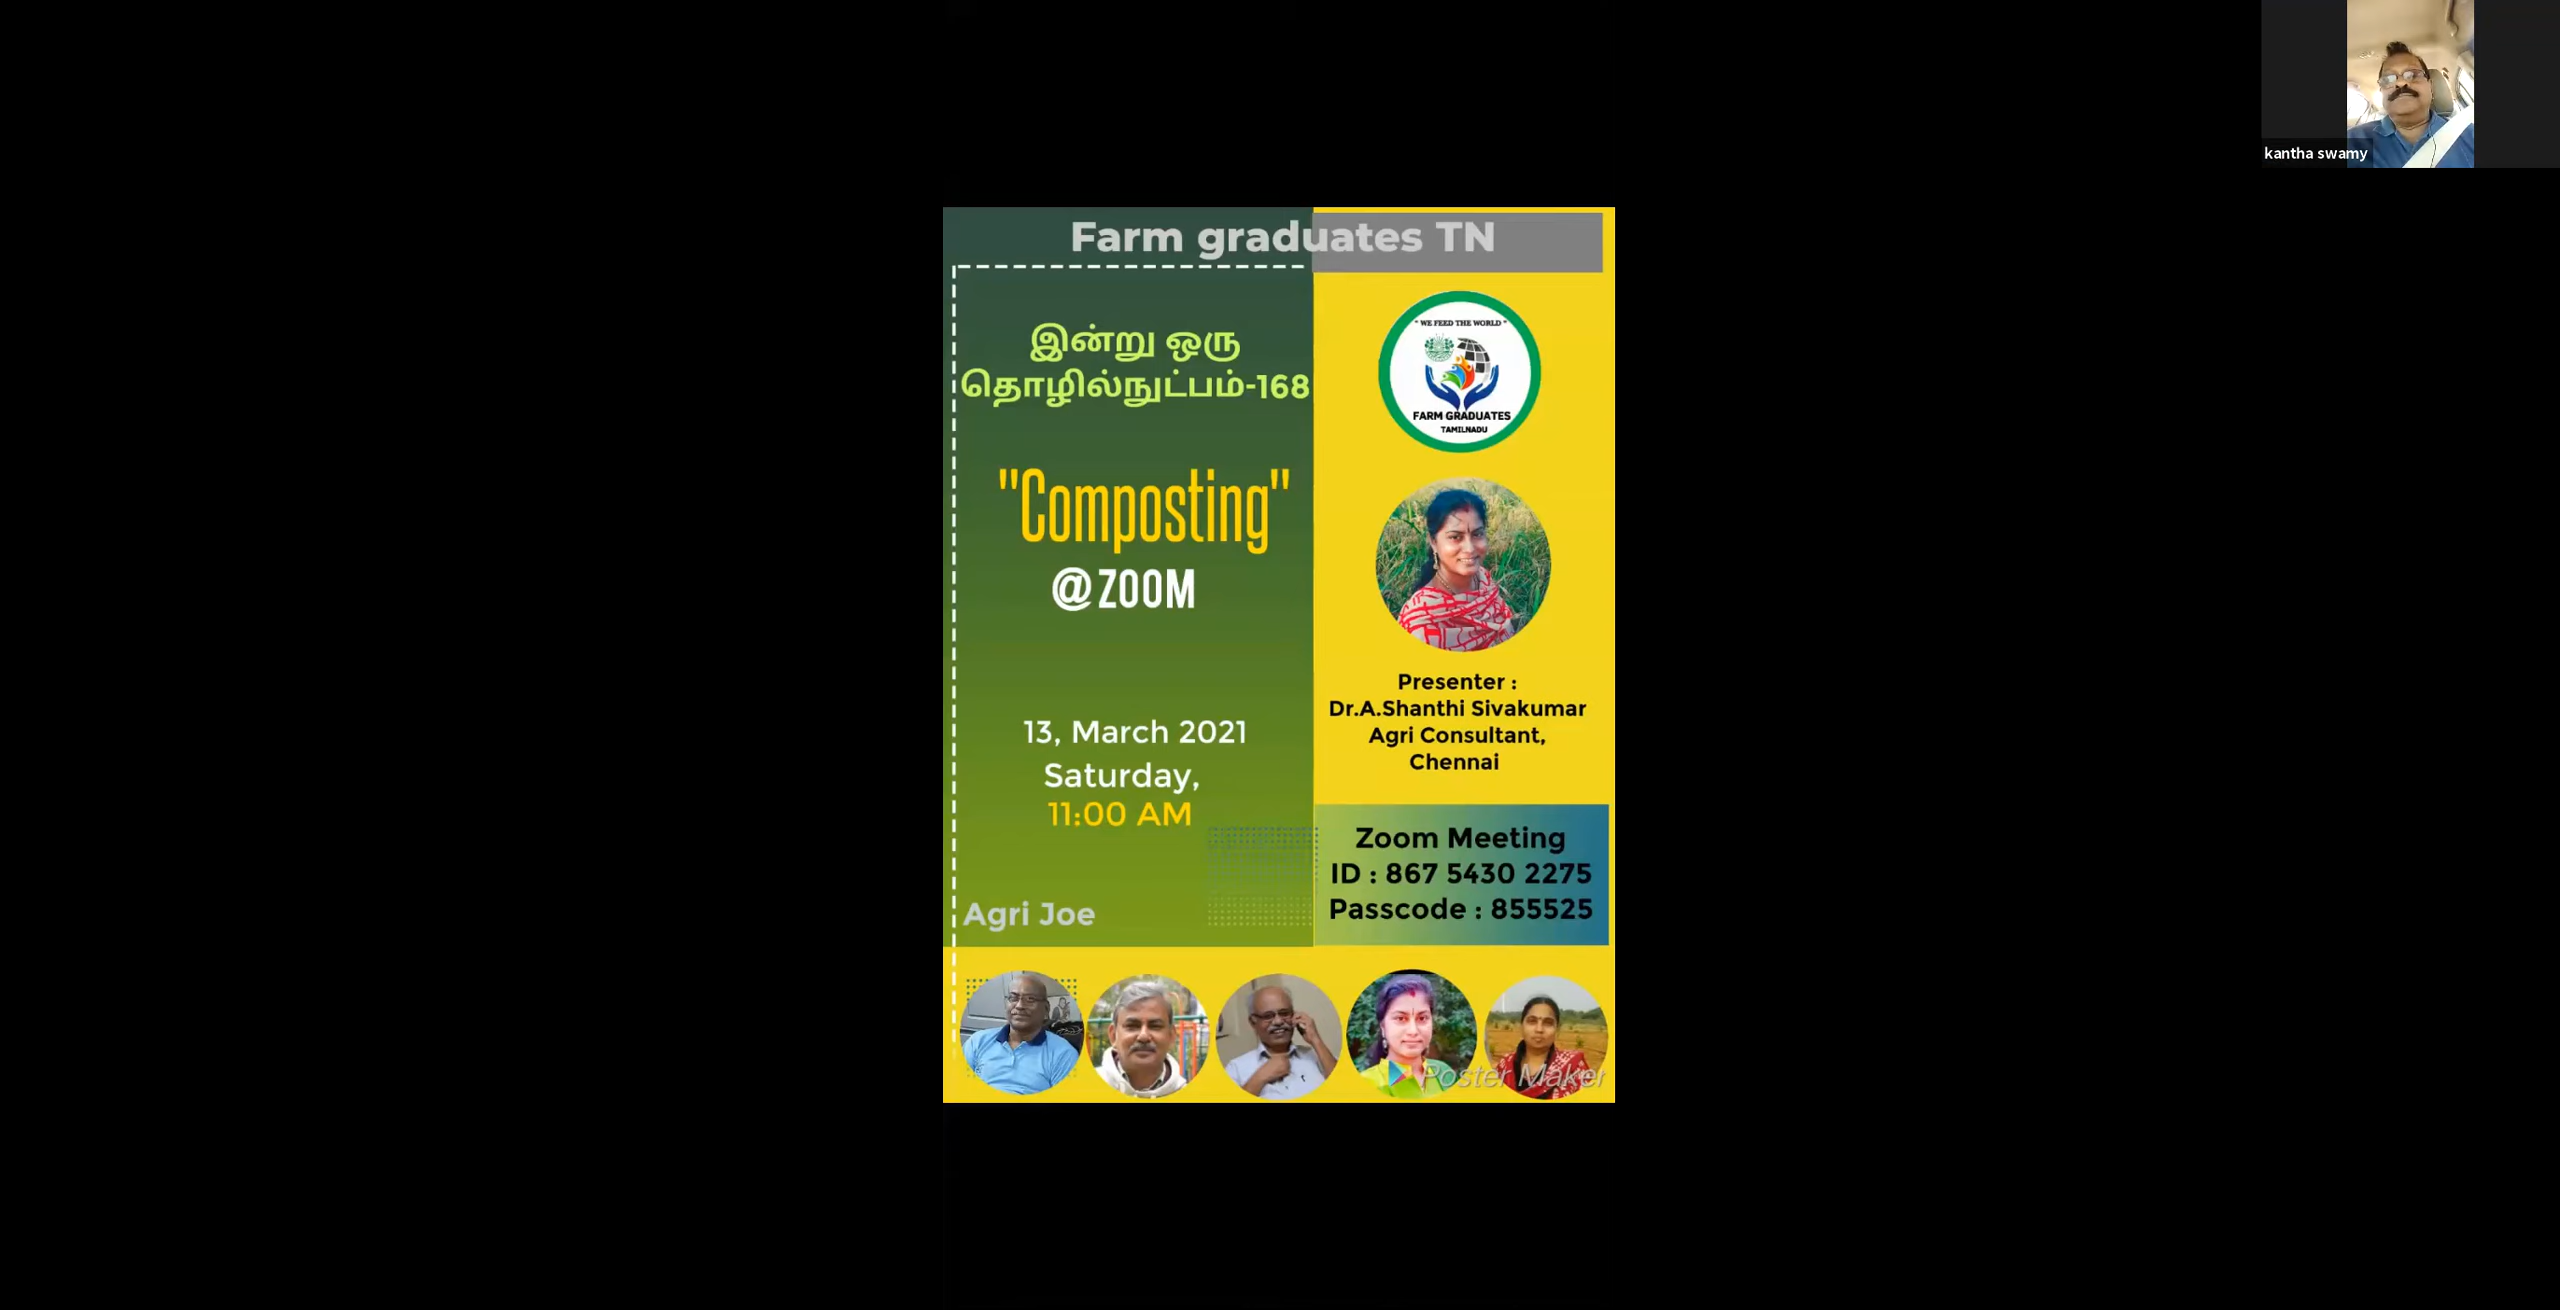 kantha swamy
Farm graduates TN
இன்று ஒரு
தொழில்நுட்பம்-168
"Composting"
@ZOOM
13, March 2021
Saturday,
11:00 AM
Agri Joe
" WE FEED THE WORLD "
FARM GRADUATES
TAMILNADU
Presenter :
Dr.A.Shanthi Sivakumar
Agri Consultant,
Chennai
Zoom Meeting
ID : 867 5430 2275
Passcode : 855525
Poster Maker